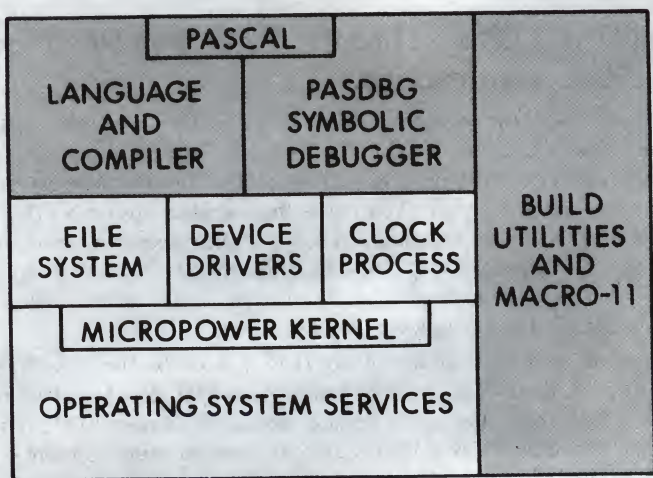 PASCAL
LANGUAGE
AND
COMPILER
PASDBG
SYMBOLIC
DEBUGGER
FILE
SYSTEM
DEVICE
DRIVERS
CLOCK
PROCESS
MICROPOWER KERNEL
OPERATING SYSTEM SERVICES
BUILD
UTILITIES
AND
MACRO-11